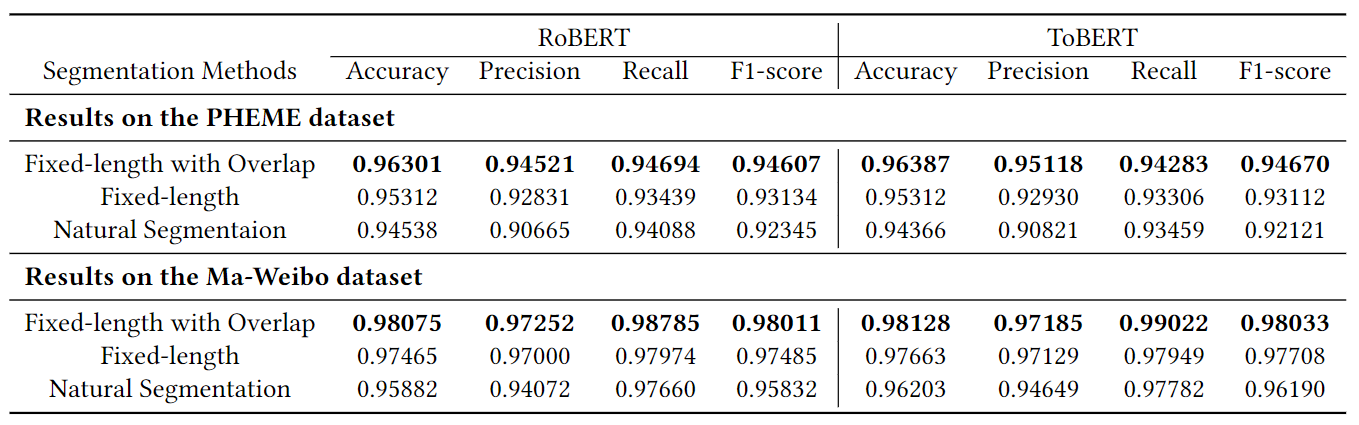 RoBERT ToBERT
Segmentation Methods Accuracy Precision Recall F1-score Accuracy Precision Recall F1-score
Results on the PHEME dataset
Fixed-length with Overlap 0.96301 0.94521 0.94694 0.94607 0.96387 0.95118 0.94283 0.94670
Fixed-length 0.95312 0.92831 0.93439 0.93134 0.95312 0.92930 0.93306 0.93112
Natural Segmentaion 0.94538 0.90665 0.94088 0.92345 0.94366 0.90821 0.93459 0.92121
Results on the Ma-Weibo dataset
Fixed-length with Overlap 0.98075 0.97252 0.98785 0.98011 0.98128 0.97185 0.99022 0.98033
Fixed-length 0.97465 0.97000 0.97974 0.97485 0.97663 0.97129 0.97949 0.97708
Natural Segmentation 0.95882 0.94072 0.97660 0.95832 0.96203 0.94649 0.97782 0.96190